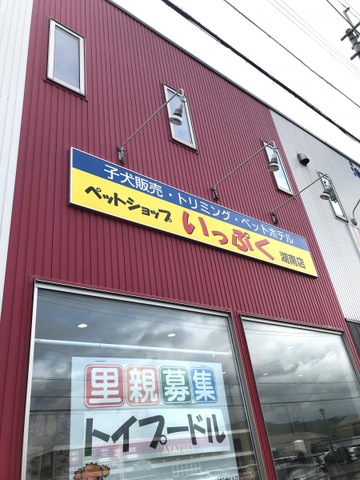 子犬販売・トリミング・ペットホテル
ペットショップ いっぷく 湖南店
里親募集
トイプードル